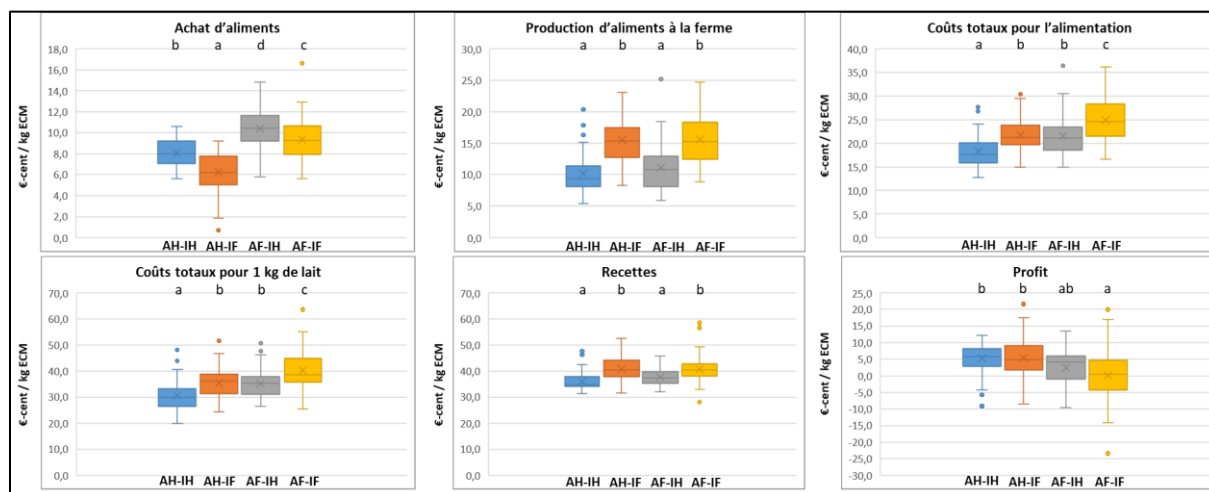 Achat d'aliments
b a d c
18,0
16,0
14,0
12,0
10,0
8,0
6,0
4,0
2,0
0,0
€-cent / kg ECM
AH-IH AH-IF AF-IH AF-IF
Production d'aliments à la ferme
a b a b
30,0
25,0
20,0
15,0
10,0
5,0
0,0
€-cent / kg ECM
AH-IH AH-IF AF-IH AF-IF
Coûts totaux pour l'alimentation
a b b c
40,0
35,0
30,0
25,0
20,0
15,0
10,0
5,0
0,0
€-cent / kg ECM
AH-IH AH-IF AF-IH AF-IF
Coûts totaux pour 1 kg de lait
a b b c
70,0
60,0
50,0
40,0
30,0
20,0
10,0
0,0
€-cent / kg ECM
AH-IH AH-IF AF-IH AF-IF
Recettes
a b a b
70,0
60,0
50,0
40,0
30,0
20,0
10,0
0,0
€-cent / kg ECM
AH-IH AH-IF AF-IH AF-IF
Profit
b b ab a
25,0
20,0
15,0
10,0
5,0
0,0
-5,0
-10,0
-15,0
-20,0
-25,0
-30,0
€-cent / kg ECM
AH-IH AH-IF AF-IH AF-IF